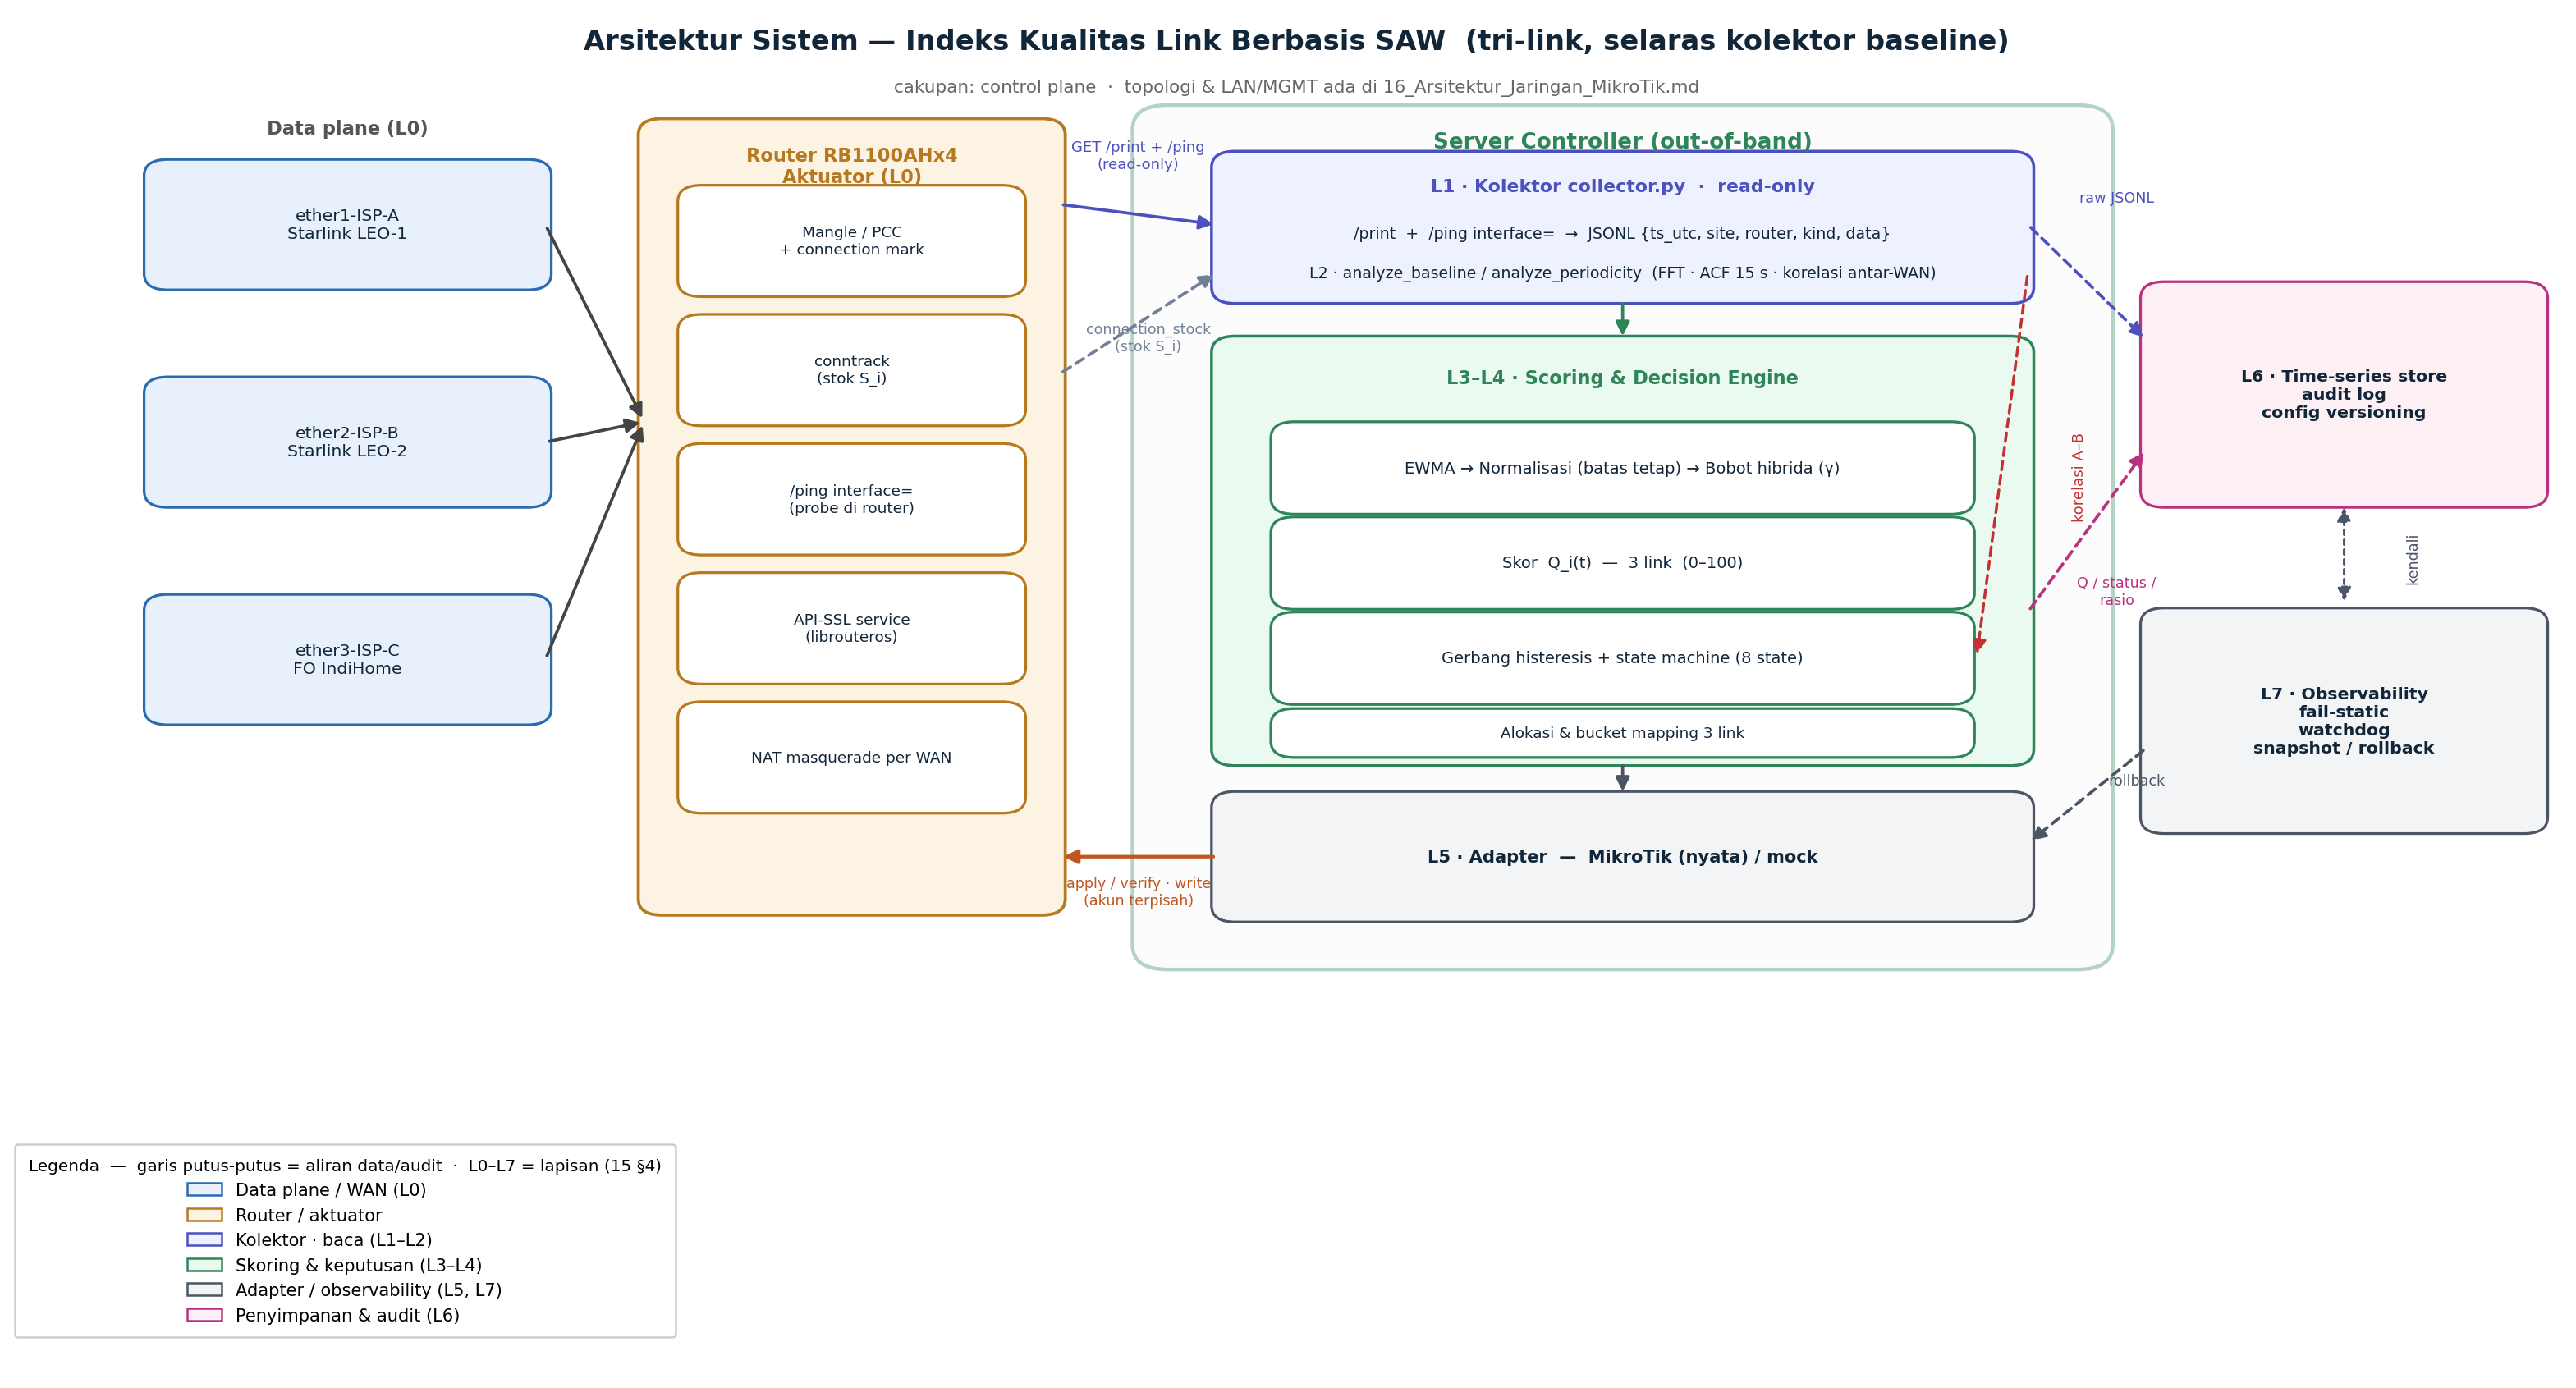 Arsitektur Sistem — Indeks Kualitas Link Berbasis SAW (tri-link, selaras kolektor baseline)
cakupan: control plane · topologi & LAN/MGMT ada di 16_Arsitektur_Jaringan_MikroTik.md
Data plane (L0)
ether1-ISP-A
Starlink LEO-1
ether2-ISP-B
Starlink LEO-2
ether3-ISP-C
FO IndiHome
Router RB1100AHx4
Aktuator (L0)
Mangle / PCC
+ connection mark
conntrack
(stok S_i)
/ping interface=
(probe di router)
API-SSL service
(librouteros)
NAT masquerade per WAN
GET /print + /ping
(read-only)
connection_stock
(stok S_i)
apply / verify · write
(akun terpisah)
Server Controller (out-of-band)
L1 · Kolektor collector.py · read-only
/print + /ping interface= → JSONL {ts_utc, site, router, kind, data}
L2 · analyze_baseline / analyze_periodicity (FFT · ACF 15 s · korelasi antar-WAN)
L3–L4 · Scoring & Decision Engine
EWMA → Normalisasi (batas tetap) → Bobot hibrida (γ)
Skor Q_i(t) — 3 link (0–100)
Gerbang histeresis + state machine (8 state)
Alokasi & bucket mapping 3 link
L5 · Adapter — MikroTik (nyata) / mock
raw JSONL
korelasi A–B
Q / status /
rasio
L6 · Time-series store
audit log
config versioning
kendali
L7 · Observability
fail-static
watchdog
snapshot / rollback
rollback
Legenda — garis putus-putus = aliran data/audit · L0–L7 = lapisan (15 §4)
Data plane / WAN (L0)
Router / aktuator
Kolektor · baca (L1–L2)
Skoring & keputusan (L3–L4)
Adapter / observability (L5, L7)
Penyimpanan & audit (L6)